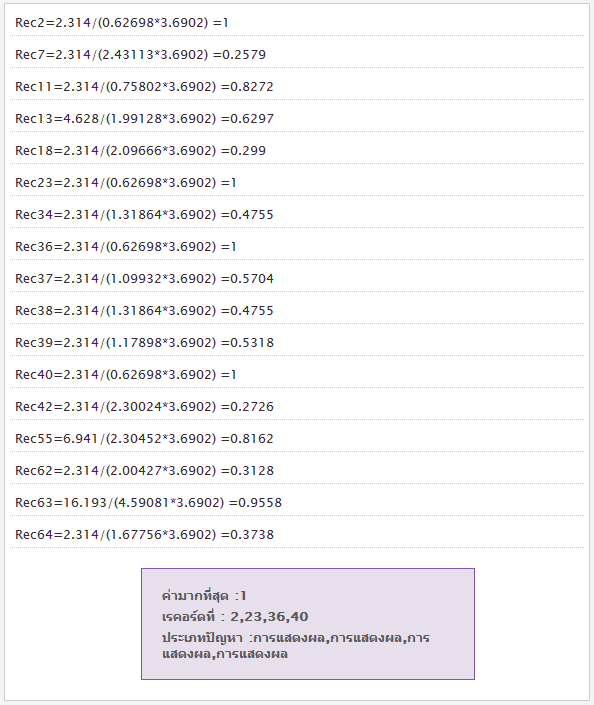 Rec2=2.314/(0.62698*3.6902) =1
Rec7=2.314/(2.43113*3.6902) =0.2579
Rec11=2.314/(0.75802*3.6902) =0.8272
Rec13=4.628/(1.99128*3.6902) =0.6297
Rec18=2.314/(2.09666*3.6902) =0.299
Rec23=2.314/(0.62698*3.6902) =1
Rec34=2.314/(1.31864*3.6902) =0.4755
Rec36=2.314/(0.62698*3.6902) =1
Rec37=2.314/(1.09932*3.6902) =0.5704
Rec38=2.314/(1.31864*3.6902) =0.4755
Rec39=2.314/(1.17898*3.6902) =0.5318
Rec40=2.314/(0.62698*3.6902) =1
Rec42=2.314/(2.30024*3.6902) =0.2726
Rec55=6.941/(2.30452*3.6902) =0.8162
Rec62=2.314/(2.00427*3.6902) =0.3128
Rec63=16.193/(4.59081*3.6902) =0.9558
Rec64=2.314/(1.67756*3.6902) =0.3738
ค่ามากที่สุด :1
เรคอร์ดที่ : 2,23,36,40
ประเภทปัญหา :การแสดงผล,การแสดงผล,การ
แสดงผล,การแสดงผล